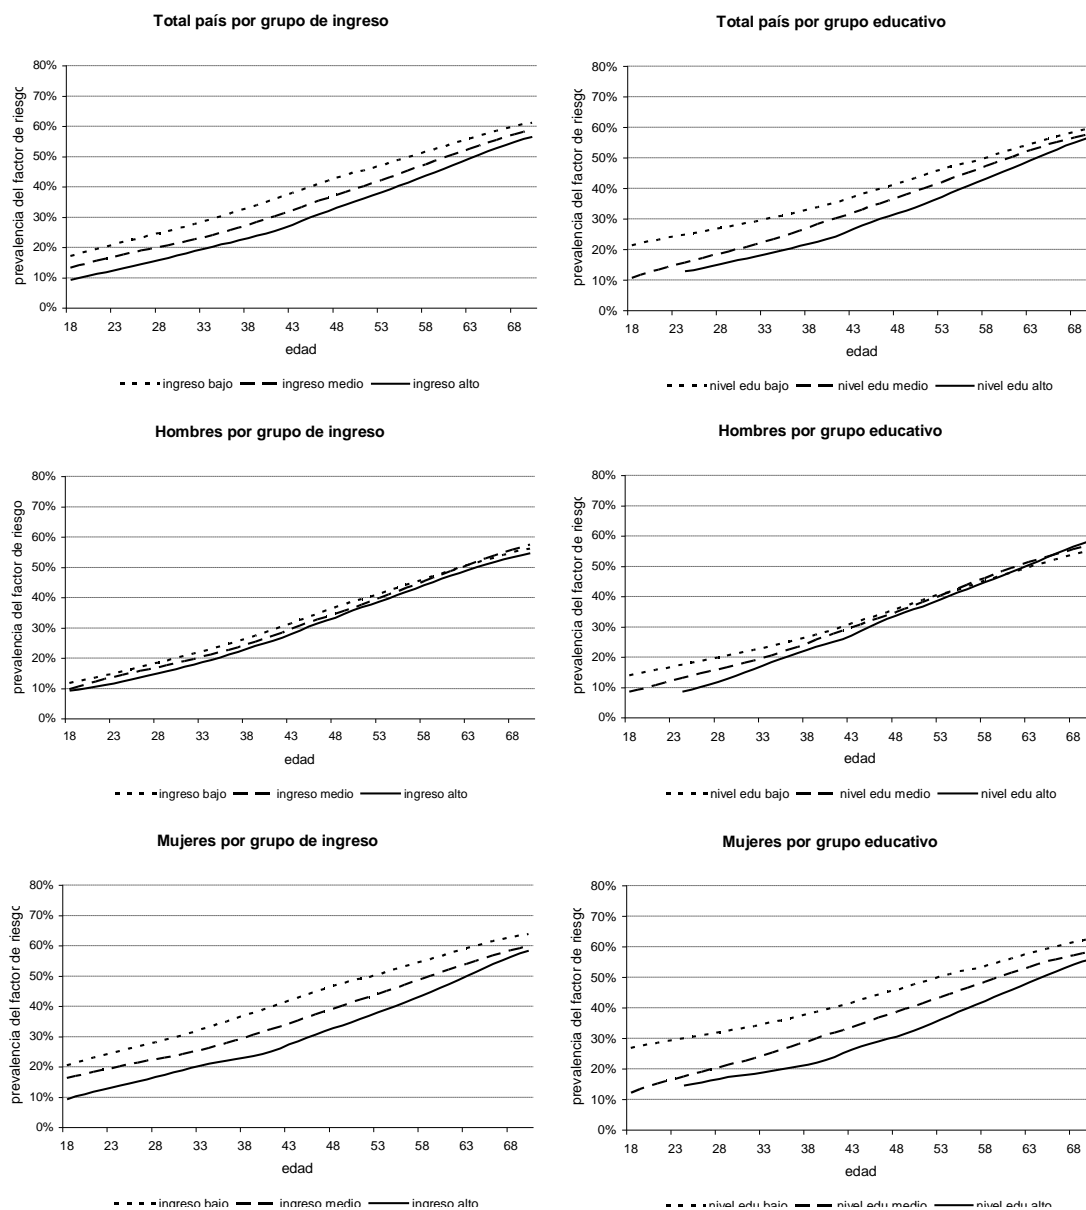 Total país por grupo de ingreso
prevalencia del factor de riesgo
80%
70%
60%
50%
40%
30%
20%
10%
0%
18 23 28 33 38 43 48 53 58 63 68
edad
ingreso bajo ingreso medio ingreso alto
Total país por grupo educativo
prevalencia del factor de riesgo
80%
70%
60%
50%
40%
30%
20%
10%
0%
18 23 28 33 38 43 48 53 58 63 68
edad
nivel edu bajo nivel edu medio nivel edu alto
Hombres por grupo de ingreso
prevalencia del factor de riesgo
80%
70%
60%
50%
40%
30%
20%
10%
0%
18 23 28 33 38 43 48 53 58 63 68
edad
ingreso bajo ingreso medio ingreso alto
Hombres por grupo educativo
prevalencia del factor de riesgo
80%
70%
60%
50%
40%
30%
20%
10%
0%
18 23 28 33 38 43 48 53 58 63 68
edad
nivel edu bajo nivel edu medio nivel edu alto
Mujeres por grupo de ingreso
prevalencia del factor de riesgo
80%
70%
60%
50%
40%
30%
20%
10%
0%
18 23 28 33 38 43 48 53 58 63 68
edad
ingreso bajo ingreso medio ingreso alto
Mujeres por grupo educativo
prevalencia del factor de riesgo
80%
70%
60%
50%
40%
30%
20%
10%
0%
18 23 28 33 38 43 48 53 58 63 68
edad
nivel edu bajo nivel edu medio nivel edu alto